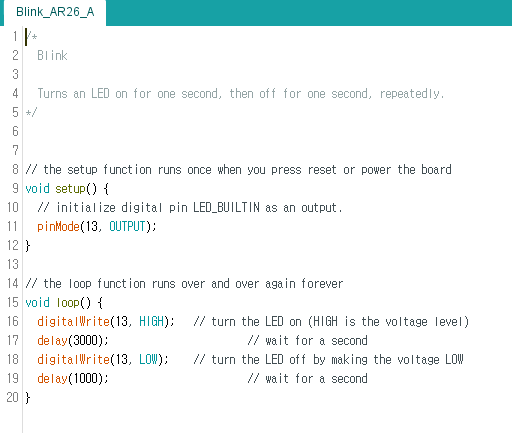 Blink_AR26_A
1 /*
2   Blink
3
4   Turns an LED on for one second, then off for one second, repeatedly.
5 */
6
7
8 // the setup function runs once when you press reset or power the board
9 void setup() {
10   // initialize digital pin LED_BUILTIN as an output.
11   pinMode(13, OUTPUT);
12 }
13
14 // the loop function runs over and over again forever
15 void loop() {
16   digitalWrite(13, HIGH);   // turn the LED on (HIGH is the voltage level)
17   delay(3000);                       // wait for a second
18   digitalWrite(13, LOW);    // turn the LED off by making the voltage LOW
19   delay(1000);                       // wait for a second
20 }